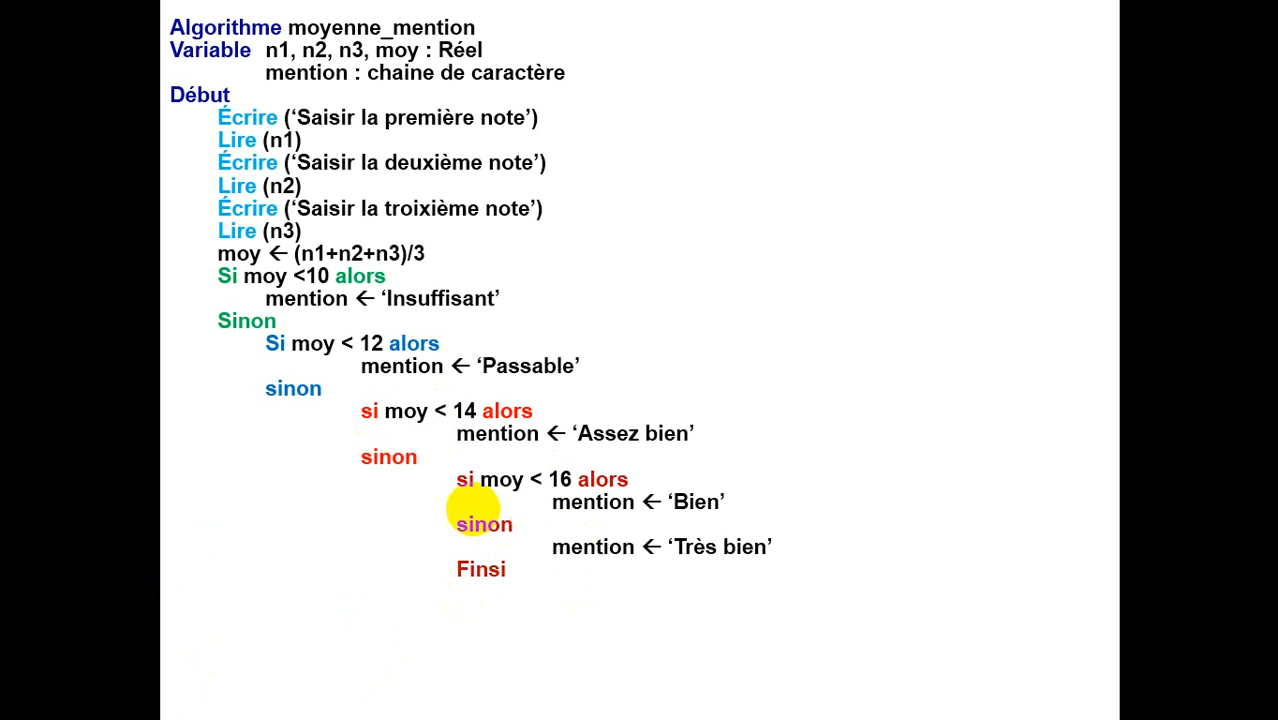 Algorithme moyenne_mention
Variable n1, n2, n3, moy : Réel
mention : chaine de caractère
Début
Écrire (‘Saisir la première note’)
Lire (n1)
Écrire (‘Saisir la deuxième note’)
Lire (n2)
Écrire (‘Saisir la troixième note’)
Lire (n3)
moy ← (n1+n2+n3)/3
Si moy <10 alors
mention ← ‘Insuffisant’
Sinon
Si moy < 12 alors
mention ← ‘Passable’
sinon
si moy < 14 alors
mention ← ‘Assez bien’
sinon
si moy < 16 alors
mention ← ‘Bien’
sinon
mention ← ‘Très bien’
Finsi